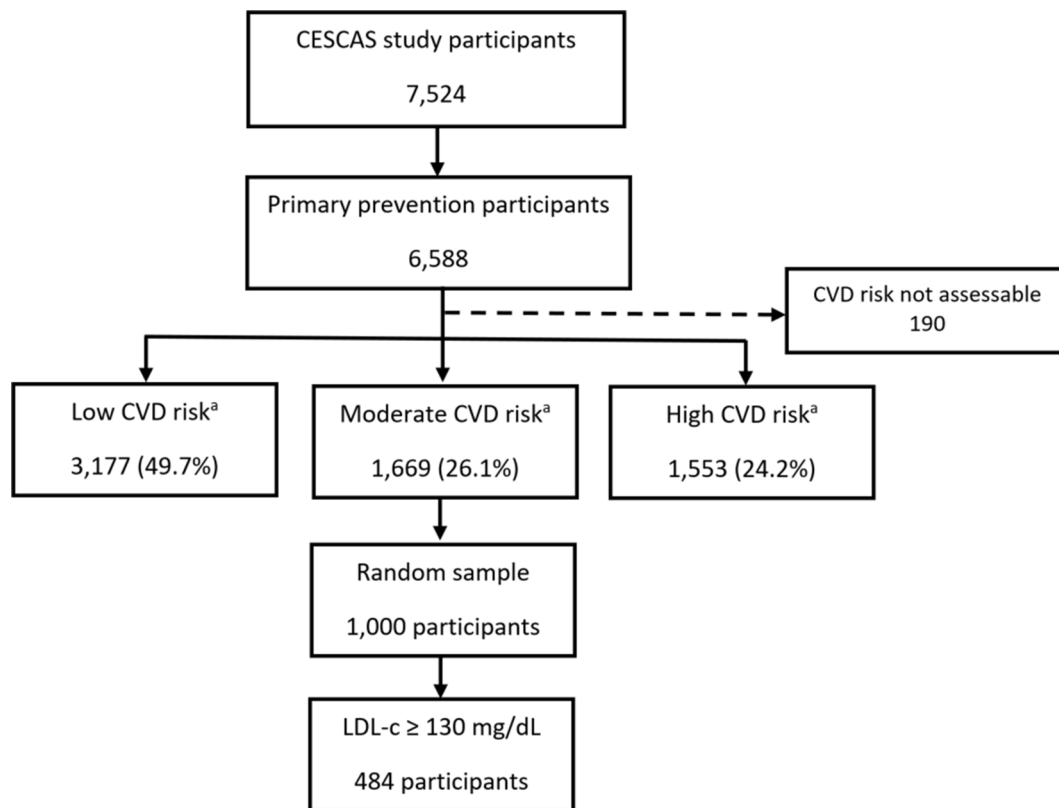 CESCAS study participants
7,524
Primary prevention participants
6,588
CVD risk not assessable
190
Low CVD riskᵃ
3,177 (49.7%)
Moderate CVD riskᵃ
1,669 (26.1%)
High CVD riskᵃ
1,553 (24.2%)
Random sample
1,000 participants
LDL-c ≥ 130 mg/dL
484 participants